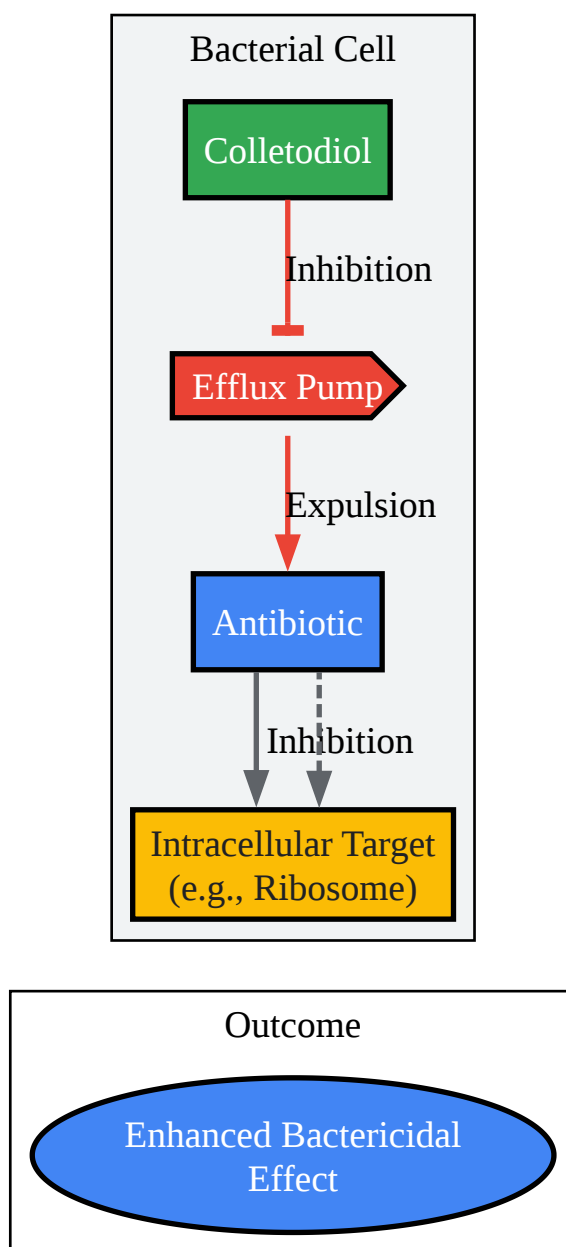 Bacterial Cell
Colletodiol
Inhibition
Efflux Pump
Expulsion
Antibiotic
Inhibition
Intracellular Target
(e.g., Ribosome)
Outcome
Enhanced Bactericidal
Effect